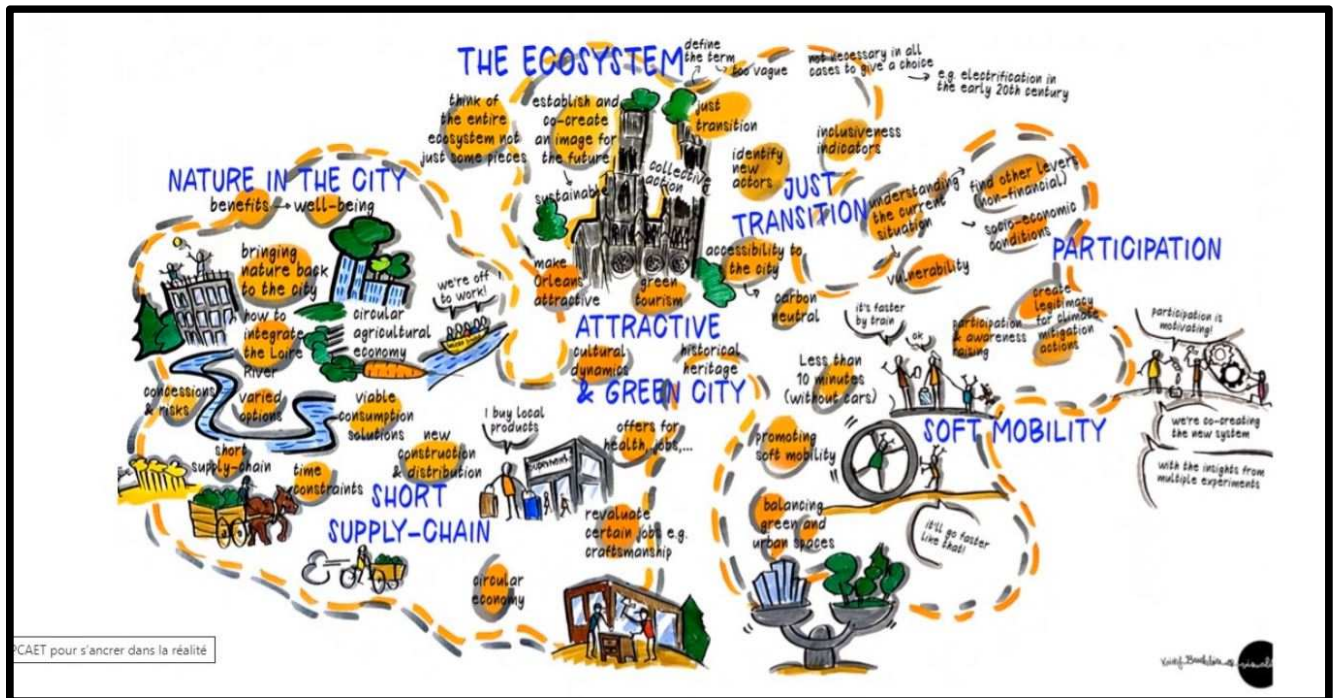 THE ECOSYSTEM
define
the term
too vague
not necessary in all
cases to give a choice
e.g. electrification in
the early 20th century
think of
the entire
ecosystem not
just some pieces
establish and
co-create
an image for
the future
sustainable
collective
action
just
transition
identify
new
actors
inclusiveness
indicators
JUST
TRANSITION
understanding
the current
situation
find other levers
(non-financial)
socio-economic
conditions
vulnerability
accessibility to
the city
carbon
neutral
PARTICIPATION
create
legitimacy
for climate
mitigation
actions
participation
& awareness
raising
participation is
motivating!
we're co-creating
the new system
with the insights from
multiple experiments
NATURE IN THE CITY
benefits
well-being
bringing
nature back
to the city
how to
integrate
the Loire
River
circular
agricultural
economy
we're off
to work!
concessions
& risks
varied
options
viable
consumption
solutions
make
Orleans
attractive
green
tourism
ATTRACTIVE
& GREEN CITY
cultural
dynamics
historical
heritage
offers for
health, jobs,...
revaluate
certain jobs e.g.
craftsmanship
it's faster
by train
ok
Less than
10 minutes
(without cars)
SOFT MOBILITY
promoting
soft mobility
balancing
green and
urban spaces
it'll go faster
like that!
short
supply-chain
time
constraints
new
construction
& distribution
I buy local
products
SHORT
SUPPLY-CHAIN
circular
economy
PCAET pour s'ancrer dans la réalité